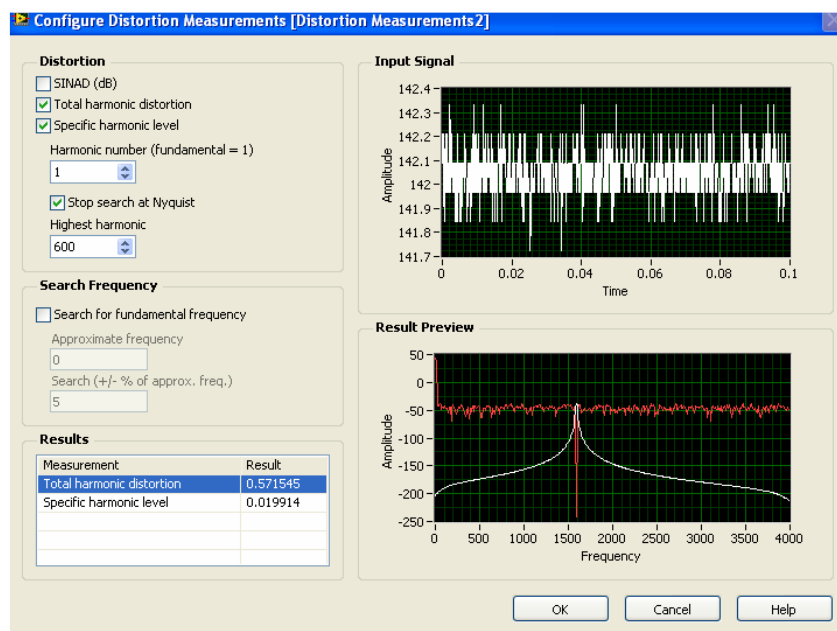 Configure Distortion Measurements [Distortion Measurements2]
Distortion
SINAD (dB)
Total harmonic distortion
Specific harmonic level
Harmonic number (fundamental = 1)
1
Stop search at Nyquist
Highest harmonic
600
Search Frequency
Search for fundamental frequency
Approximate frequency
0
Search (+/- % of approx. freq.)
5
Results
Measurement Result
Total harmonic distortion 0.571545
Specific harmonic level 0.019914
Input Signal
142.4
142.3
142.2
142.1
142
141.9
141.8
141.7
Amplitude
0 0.02 0.04 0.06 0.08 0.1
Time
Result Preview
50
0
-50
-100
-150
-200
-250
Amplitude
0 500 1000 1500 2000 2500 3000 3500 4000
Frequency
OK Cancel Help